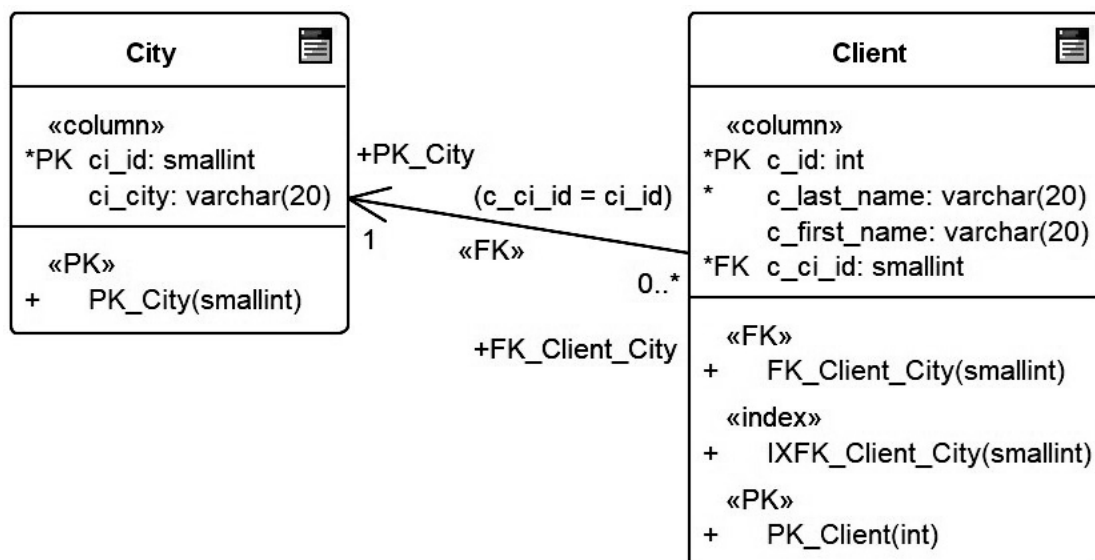 City
«column»
*PK ci_id: smallint
ci_city: varchar(20)
«PK»
+ PK_City(smallint)
+PK_City
(c_ci_id = ci_id)
1
«FK»
0..*
+FK_Client_City
Client
«column»
*PK c_id: int
* c_last_name: varchar(20)
c_first_name: varchar(20)
*FK c_ci_id: smallint
«FK»
+ FK_Client_City(smallint)
«index»
+ IXFK_Client_City(smallint)
«PK»
+ PK_Client(int)